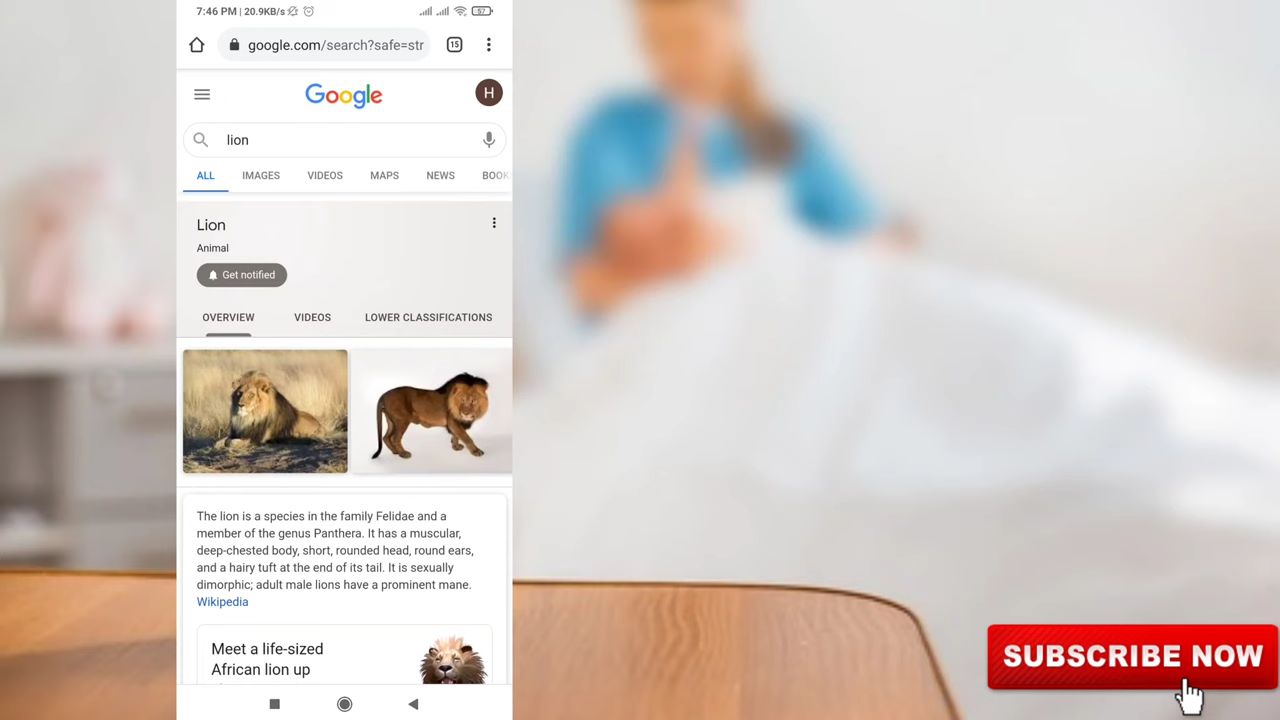 7:46 PM | 20.9KB/s
57
google.com/search?safe=str
15
Google
H
lion
ALL IMAGES VIDEOS MAPS NEWS BOOK
Lion
Animal
Get notified
OVERVIEW VIDEOS LOWER CLASSIFICATIONS
The lion is a species in the family Felidae and a
member of the genus Panthera. It has a muscular,
deep-chested body, short, rounded head, round ears,
and a hairy tuft at the end of its tail. It is sexually
dimorphic; adult male lions have a prominent mane.
Wikipedia
Meet a life-sized
African lion up
SUBSCRIBE NOW